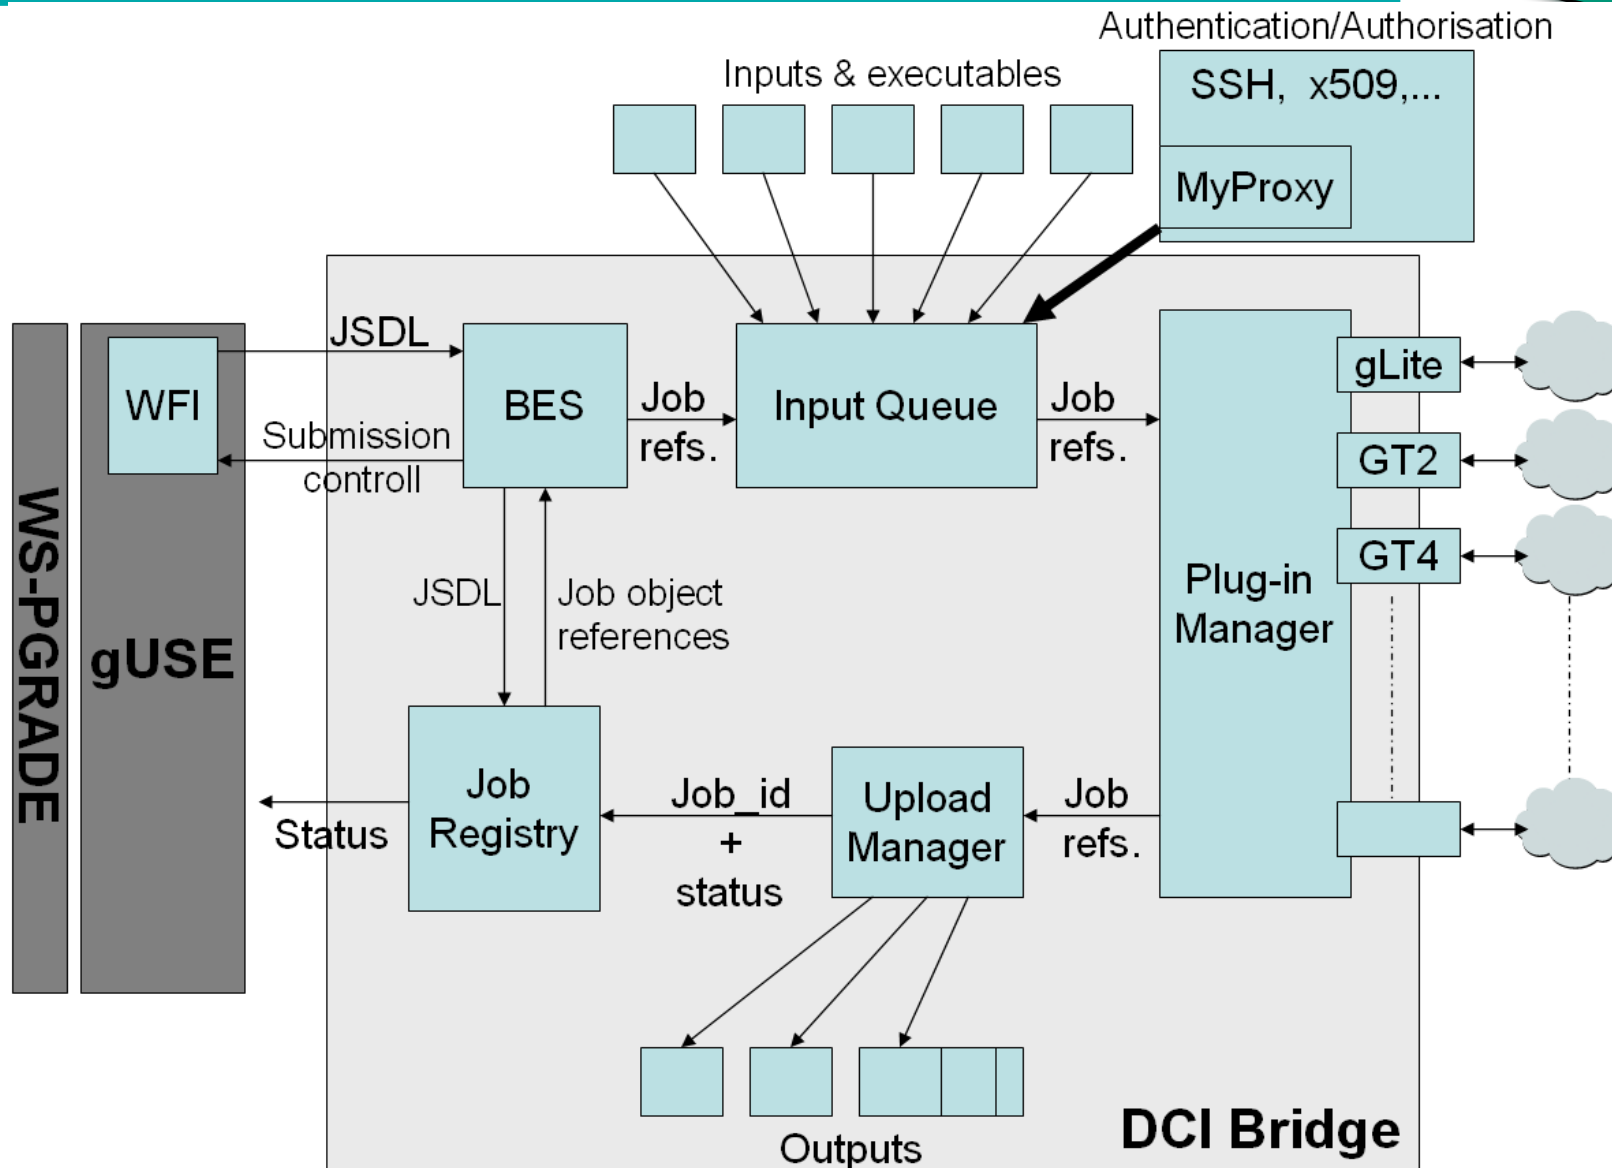 Authentication/Authorisation
Inputs & executables
SSH, x509,...
MyProxy
JSDL
WFI
BES
Job
refs.
Input Queue
Job
refs.
gLite
Submission
controll
GT2
GT4
WS-PGRADE
gUSE
JSDL
Job object
references
Plug-in
Manager
Job
Registry
Status
Job_id
+
status
Upload
Manager
Job
refs.
Outputs
DCI Bridge